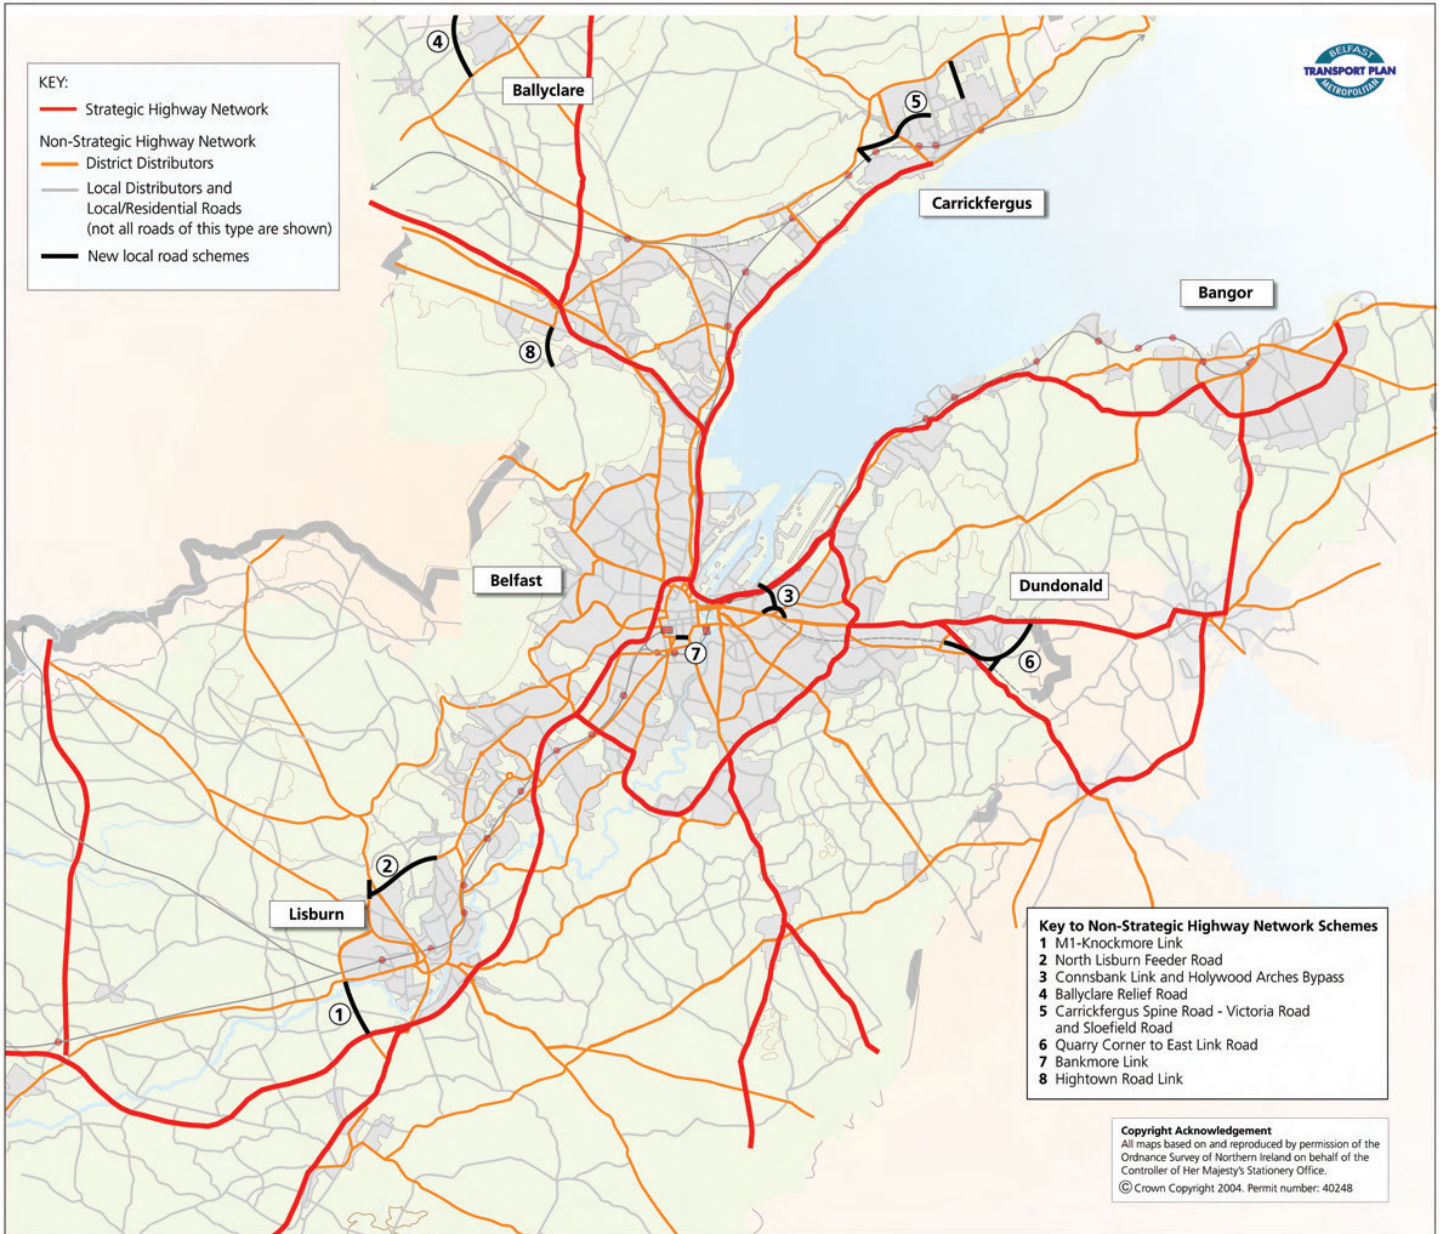 BELFAST
TRANSPORT PLAN
METROPOLITAN
KEY:
Strategic Highway Network
Non-Strategic Highway Network
District Distributors
Local Distributors and
Local/Residential Roads
(not all roads of this type are shown)
New local road schemes
4
Ballyclare
5
Carrickfergus
Bangor
8
Belfast
3
Dundonald
7
6
2
Lisburn
1
Key to Non-Strategic Highway Network Schemes
1 M1-Knockmore Link
2 North Lisburn Feeder Road
3 Connsbank Link and Holywood Arches Bypass
4 Ballyclare Relief Road
5 Carrickfergus Spine Road - Victoria Road
and Sloefield Road
6 Quarry Corner to East Link Road
7 Bankmore Link
8 Hightown Road Link
Copyright Acknowledgement
All maps based on and reproduced by permission of the
Ordnance Survey of Northern Ireland on behalf of the
Controller of Her Majesty's Stationery Office.
© Crown Copyright 2004. Permit number: 40248